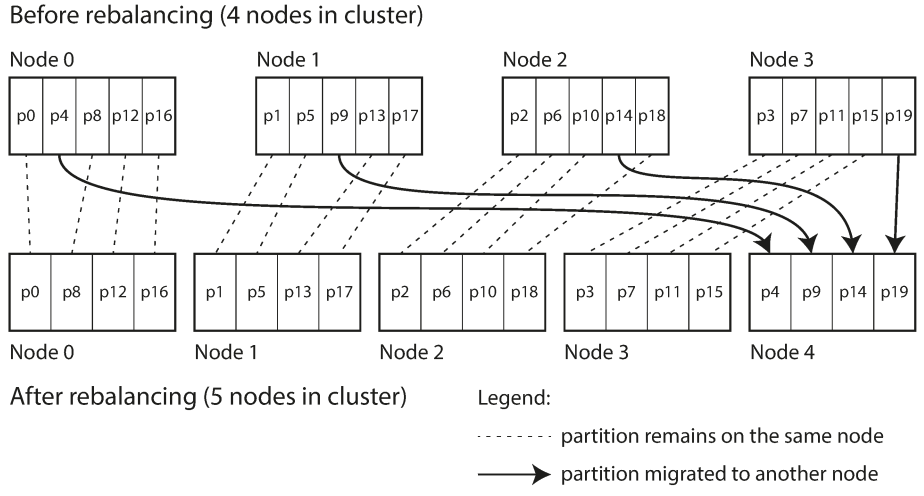 Before rebalancing (4 nodes in cluster)
Node 0 Node 1 Node 2 Node 3
p0 p4 p8 p12 p16 p1 p5 p9 p13 p17 p2 p6 p10 p14 p18 p3 p7 p11 p15 p19
p0 p8 p12 p16 p1 p5 p13 p17 p2 p6 p10 p18 p3 p7 p11 p15 p4 p9 p14 p19
Node 0 Node 1 Node 2 Node 3 Node 4
After rebalancing (5 nodes in cluster)
Legend:
partition remains on the same node
partition migrated to another node